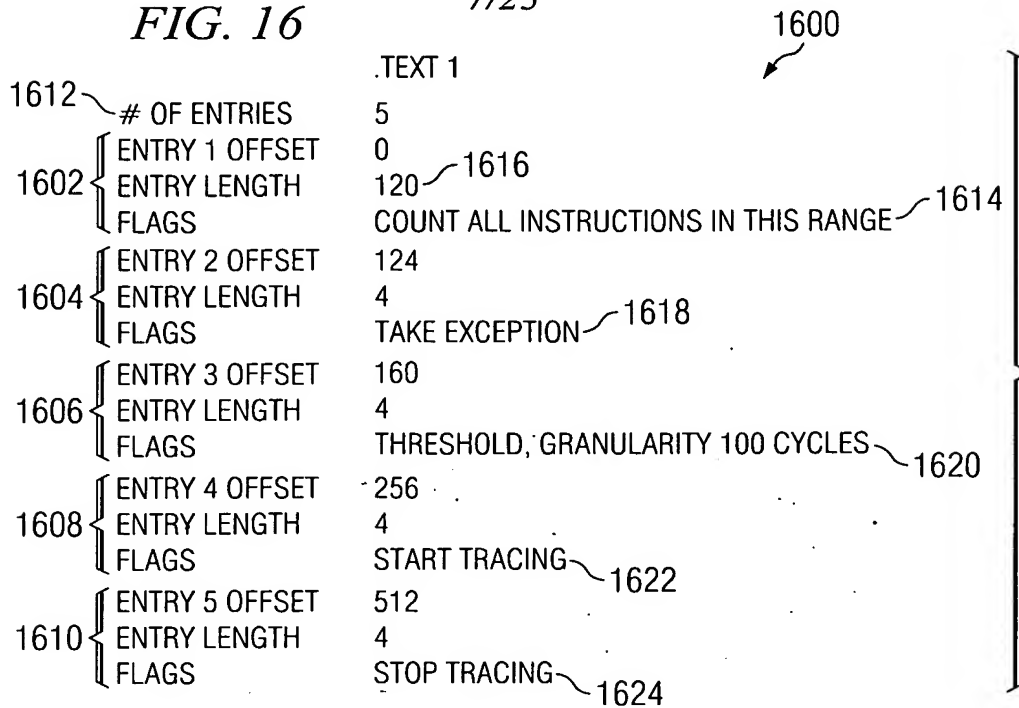 FIG. 16
1600
.TEXT 1
1612 # OF ENTRIES 5
ENTRY 1 OFFSET 0
1602 ENTRY LENGTH 120 1616
FLAGS COUNT ALL INSTRUCTIONS IN THIS RANGE 1614
ENTRY 2 OFFSET 124
1604 ENTRY LENGTH 4
FLAGS TAKE EXCEPTION 1618
ENTRY 3 OFFSET 160
1606 ENTRY LENGTH 4
FLAGS THRESHOLD, GRANULARITY 100 CYCLES 1620
ENTRY 4 OFFSET 256
1608 ENTRY LENGTH 4
FLAGS START TRACING 1622
ENTRY 5 OFFSET 512
1610 ENTRY LENGTH 4
FLAGS STOP TRACING 1624